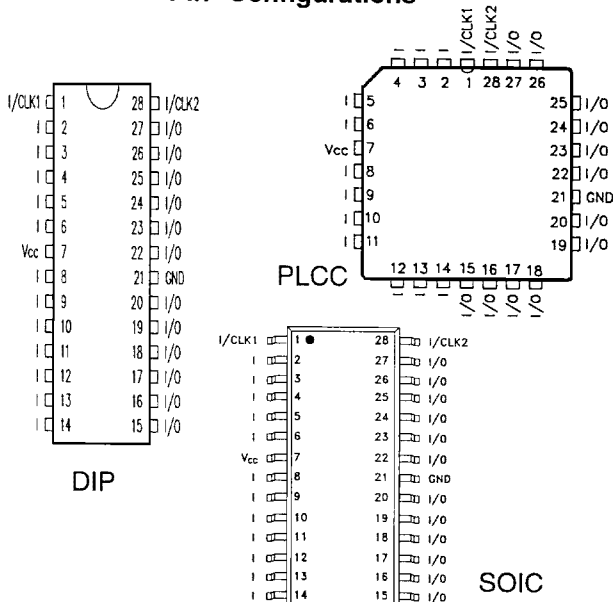 Configurations
I/CLK1 1 28 I/CLK2
I 2 27 I/O
I 3 26 I/O
I 4 25 I/O
I 5 24 I/O
I 6 23 I/O
Vcc 7 22 I/O
I 8 21 GND
I 9 20 I/O
I 10 19 I/O
I 11 18 I/O
I 12 17 I/O
I 13 16 I/O
I 14 15 I/O
DIP
I I I I/CLK1 I/CLK2 I/O I/O
4 3 2 1 28 27 26
I 5 25 I/O
I 6 24 I/O
Vcc 7 23 I/O
I 8 22 I/O
I 9 21 GND
I 10 20 I/O
I 11 19 I/O
12 13 14 15 16 17 18
I I I I/O I/O I/O I/O
PLCC
I/CLK1 1 28 I/CLK2
I 2 27 I/O
I 3 26 I/O
I 4 25 I/O
I 5 24 I/O
I 6 23 I/O
Vcc 7 22 I/O
I 8 21 GND
I 9 20 I/O
I 10 19 I/O
I 11 18 I/O
I 12 17 I/O
I 13 16 I/O
I 14 15 I/O
SOIC